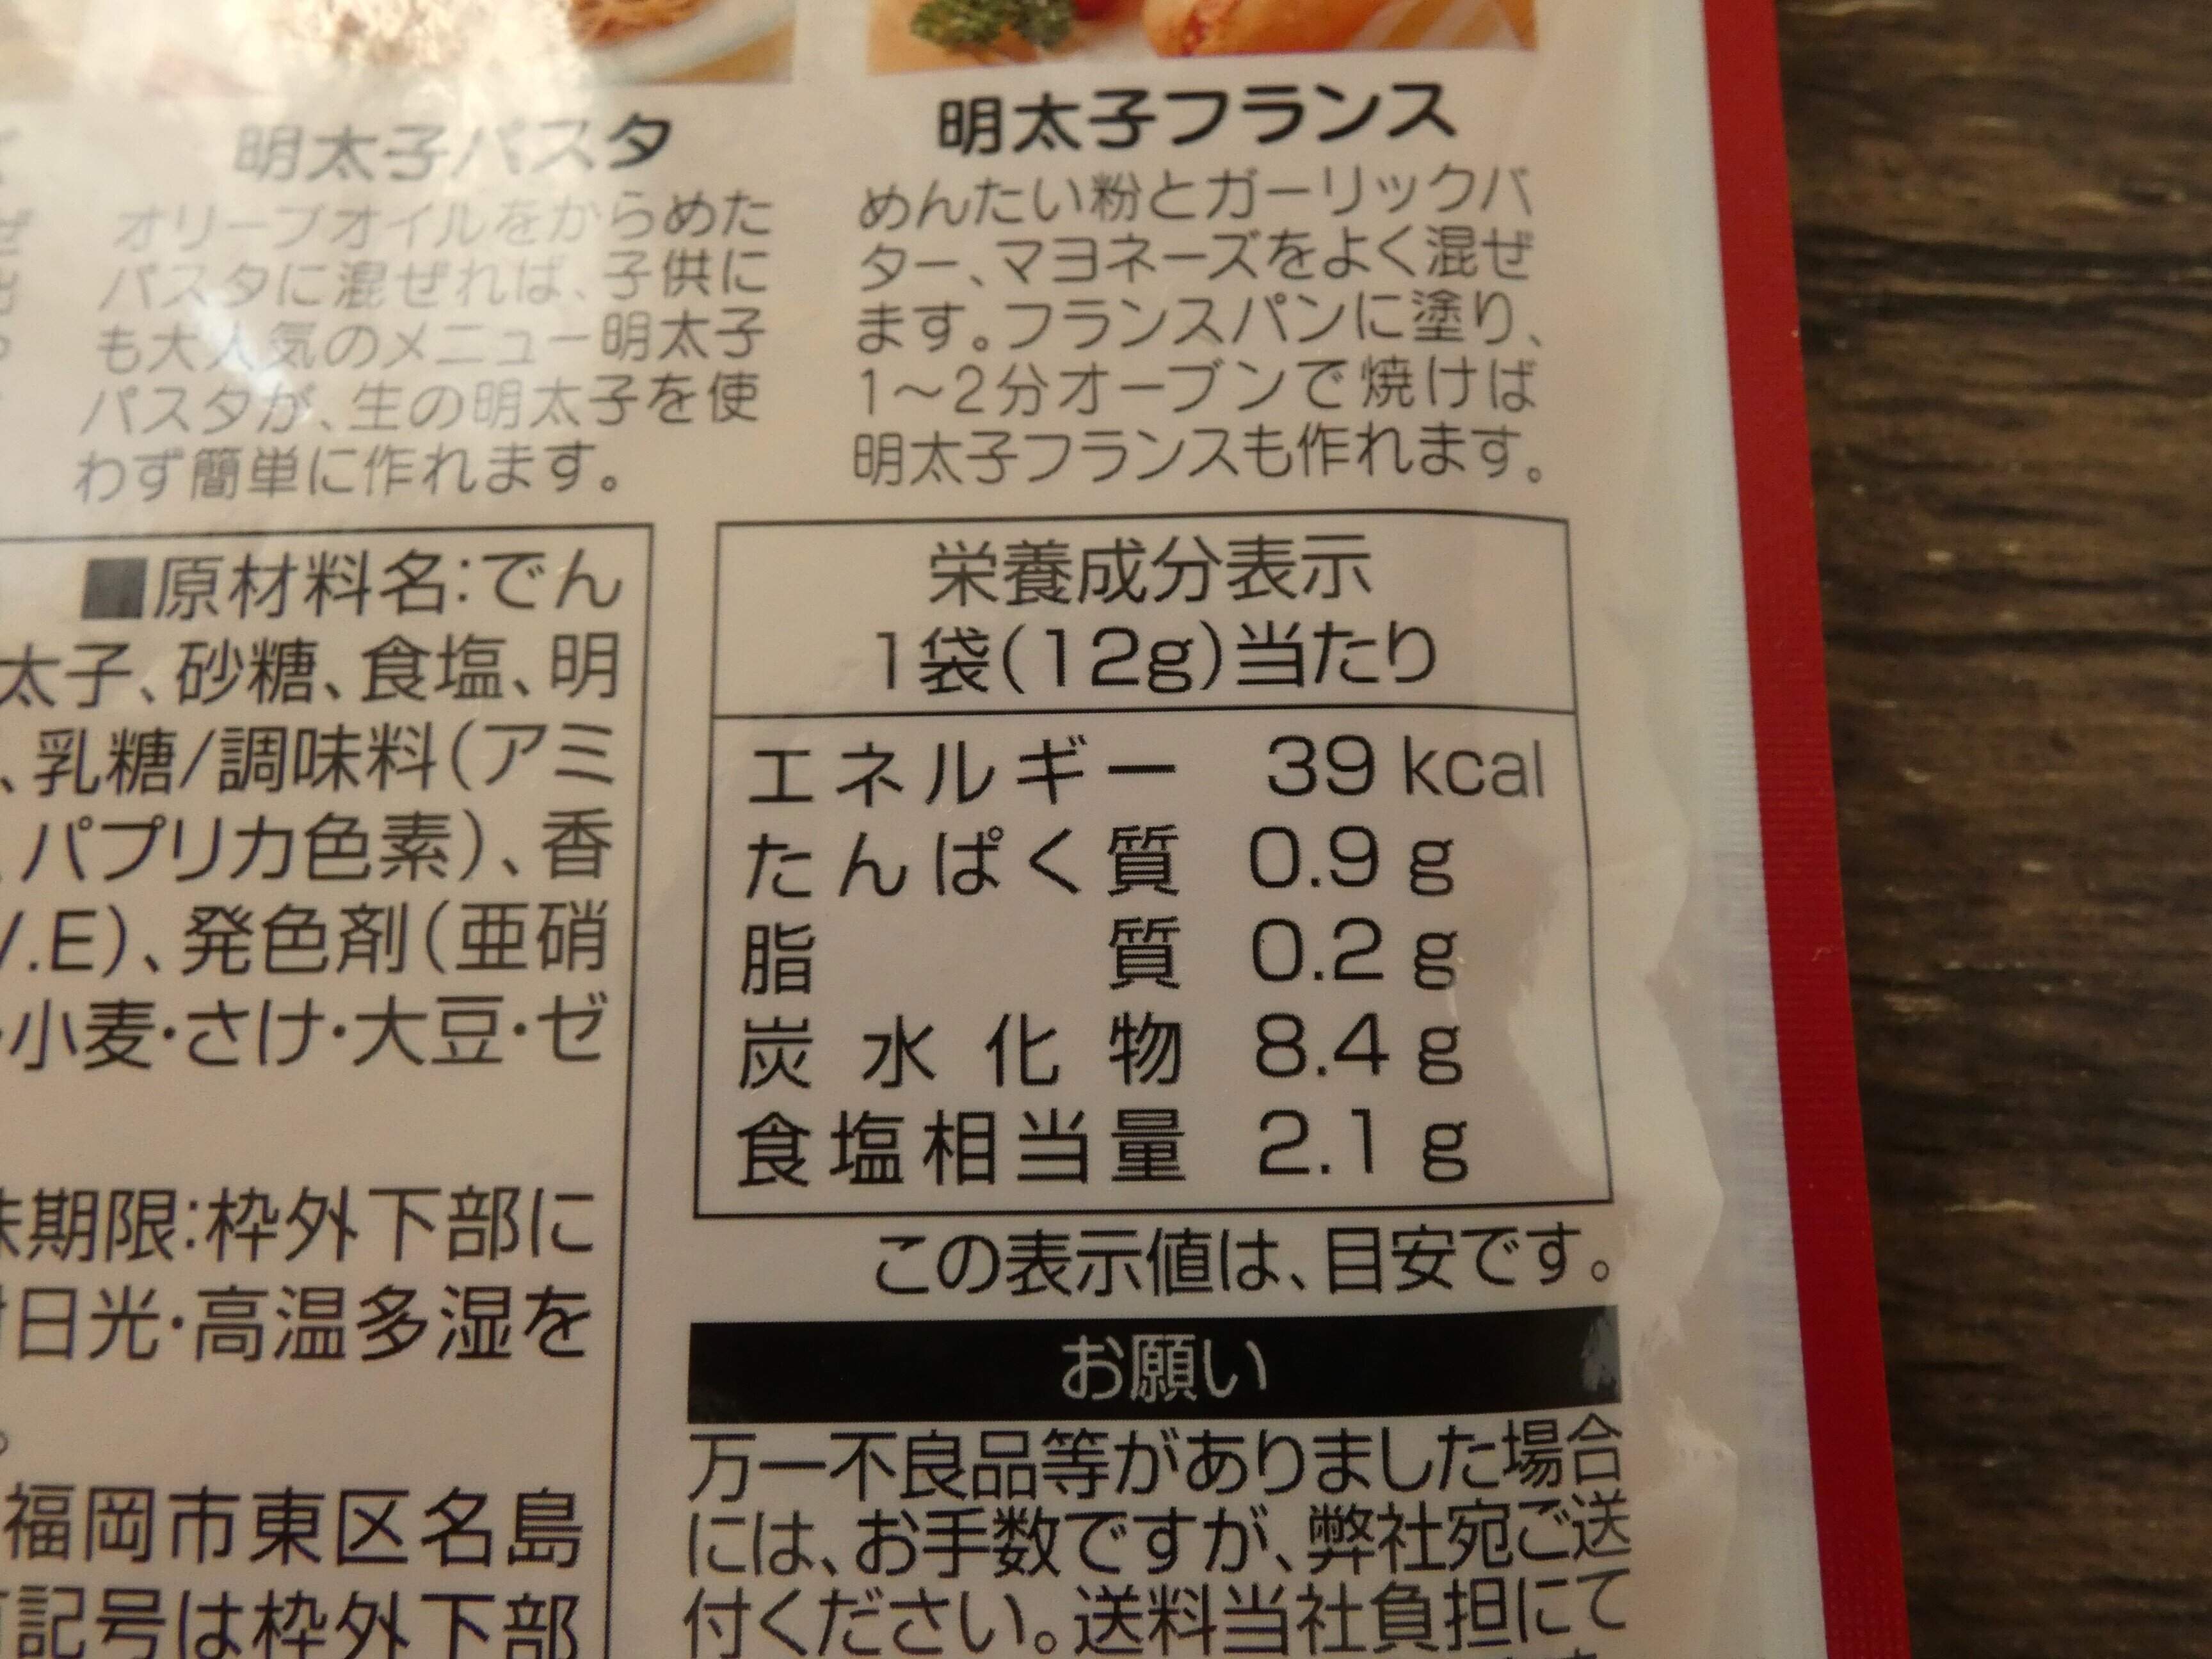 明太子パスタ
オリーブオイルをからめた
パスタに混ぜれば、子供に
も大人気のメニュー明太子
パスタが、生の明太子を使
わず簡単に作れます。
明太子フランス
めんたい粉とガーリックバ
ター、マヨネーズをよく混ぜ
ます。フランスパンに塗り、
1〜2分オーブンで焼けば
明太子フランスも作れます。
■原材料名:でん
太子、砂糖、食塩、明
、乳糖/調味料(アミ
、パプリカ色素)、香
V.E)、発色剤(亜硝
・小麦・さけ・大豆・ゼ
味期限:枠外下部に
日光・高温多湿を
福岡市東区名島
記号は枠外下部
栄養成分表示
1袋(12g)当たり
エネルギー 39 kcal
たんぱく質 0.9 g
脂質 0.2 g
炭水化物 8.4 g
食塩相当量 2.1 g
この表示値は、目安です。
お願い
万一不良品等がありました場合
には、お手数ですが、弊社宛ご送
付ください。送料当社負担にて